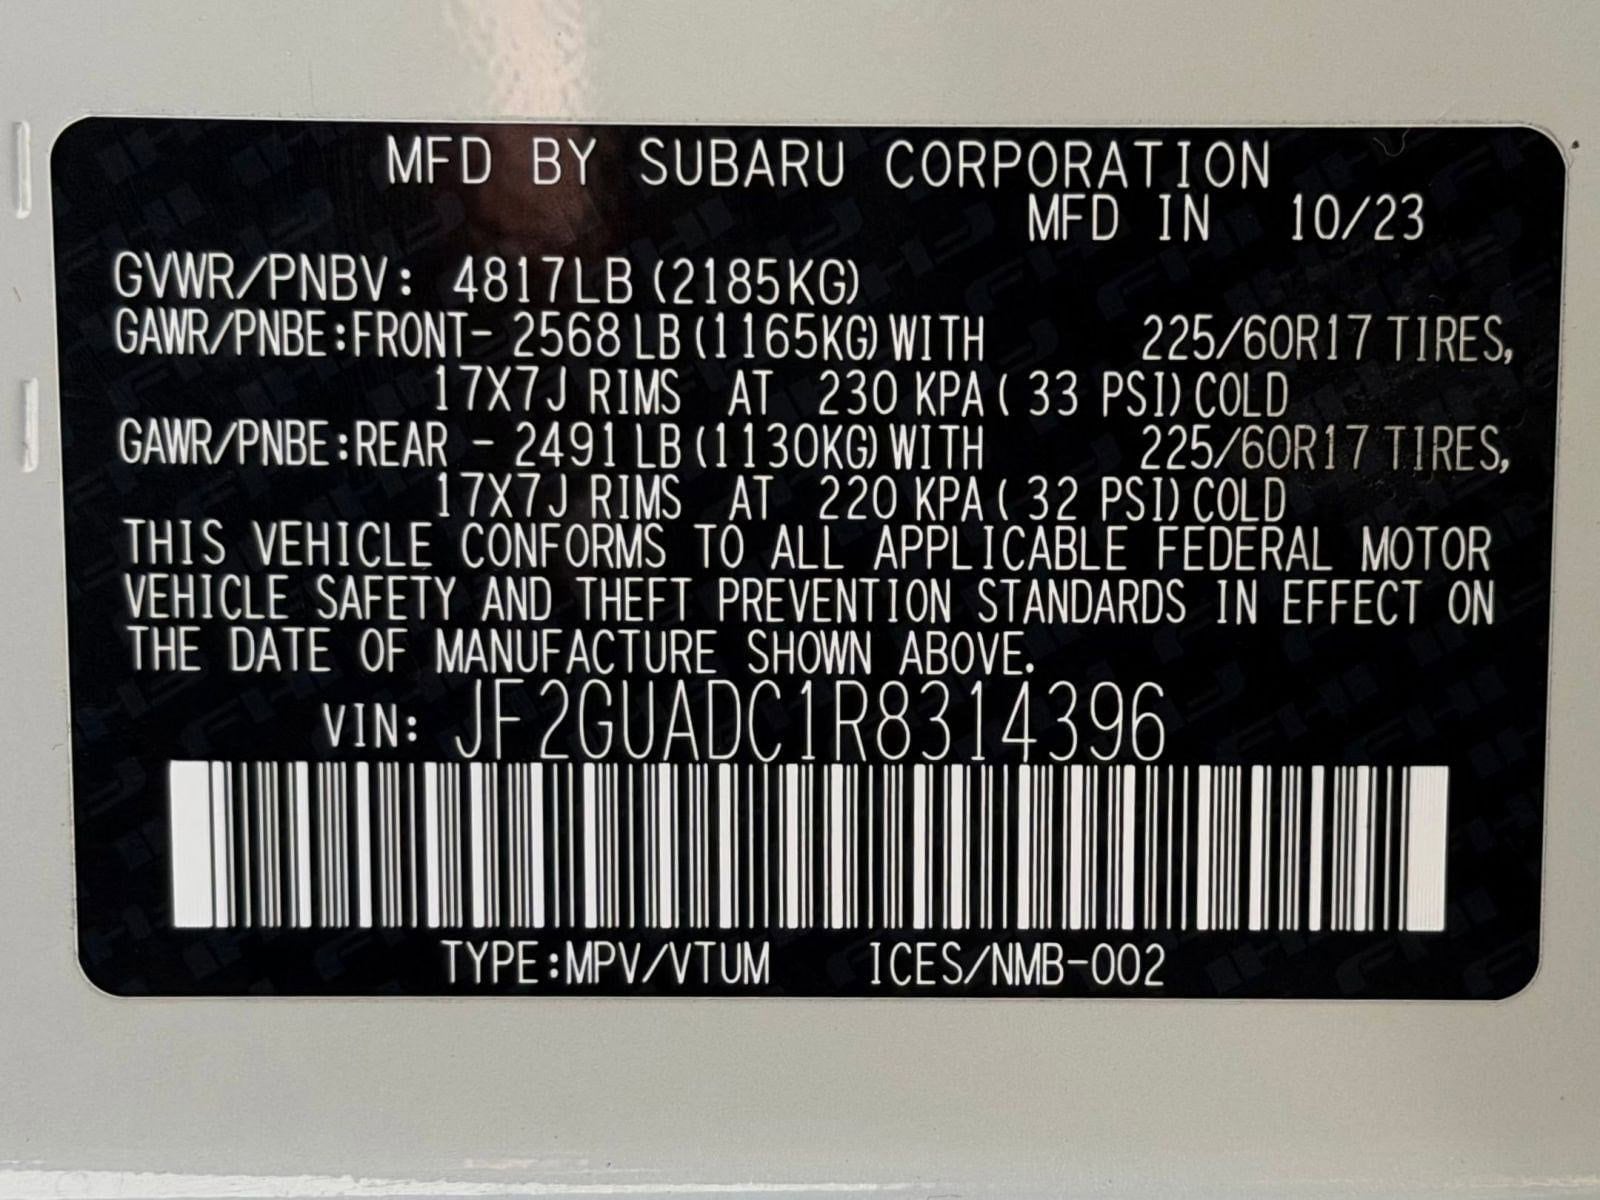 MFD BY SUBARU CORPORATION
MFD IN 10/23
GVWR/PNBV: 4817LB (2185KG)
GAWR/PNBE:FRONT- 2568 LB (1165KG) WITH 225/60R17 TIRES,
17X7J RIMS AT 230 KPA ( 33 PSI) COLD
GAWR/PNBE:REAR - 2491 LB (1130KG) WITH 225/60R17 TIRES,
17X7J RIMS AT 220 KPA ( 32 PSI) COLD
THIS VEHICLE CONFORMS TO ALL APPLICABLE FEDERAL MOTOR
VEHICLE SAFETY AND THEFT PREVENTION STANDARDS IN EFFECT ON
THE DATE OF MANUFACTURE SHOWN ABOVE.
VIN: JF2GUADC1R8314396
TYPE:MPV/VTUM ICES/NMB-002